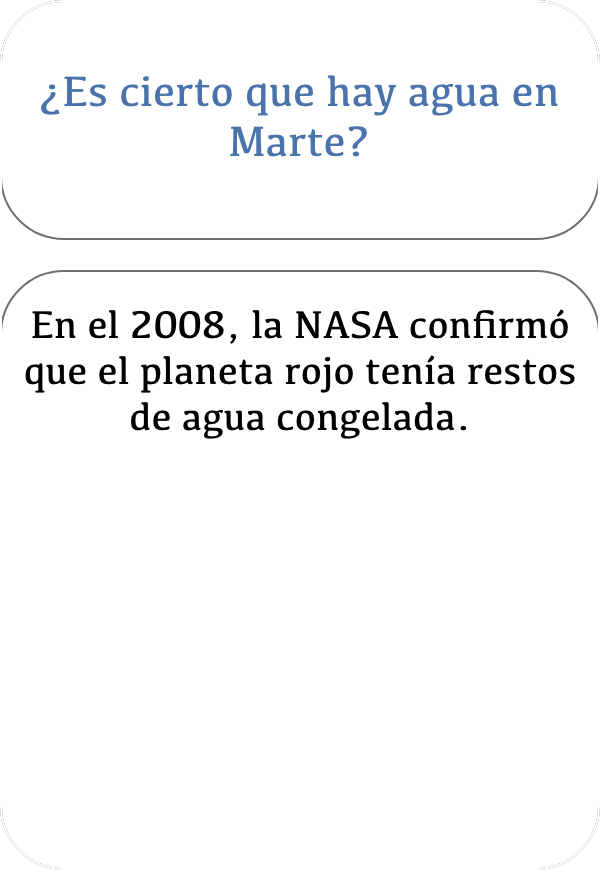 ¿Es cierto que hay agua en
Marte?
En el 2008, la NASA confirmó
que el planeta rojo tenía restos
de agua congelada.